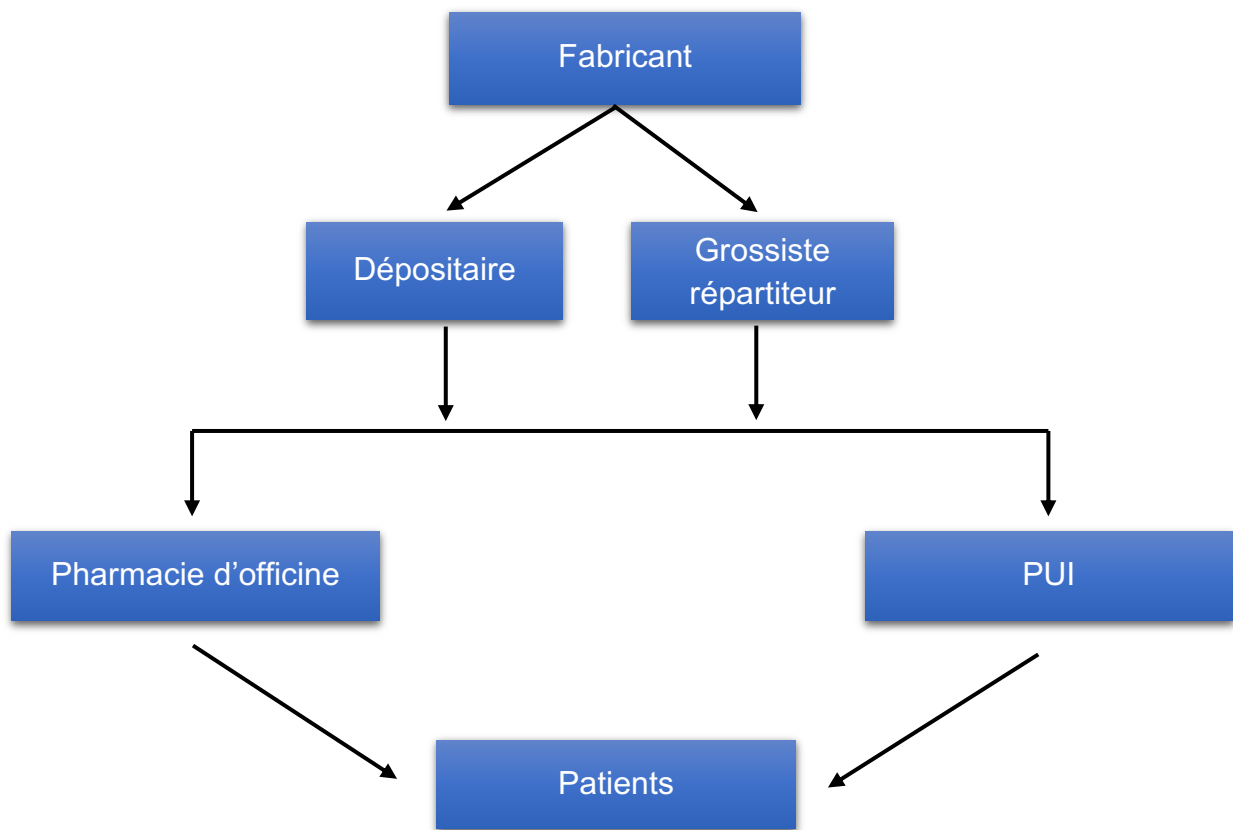 Fabricant
Dépositaire
Grossiste
répartiteur
Pharmacie d’officine
PUI
Patients